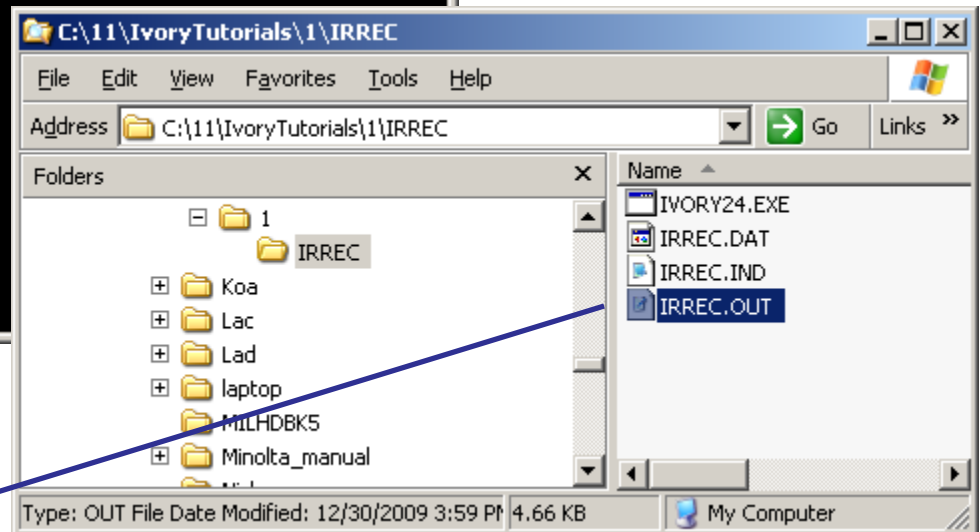 C:\11\IvoryTutorials\1\IRREC
File Edit View Favorites Tools Help
Address C:\11\IvoryTutorials\1\IRREC Go Links »
Folders
1
IRREC
Koa
Lac
Lad
laptop
MILHDBK5
Minolta_manual
Name
IVORY24.EXE
IRREC.DAT
IRREC.IND
IRREC.OUT
Type: OUT File Date Modified: 12/30/2009 3:59 PM 4.66 KB My Computer